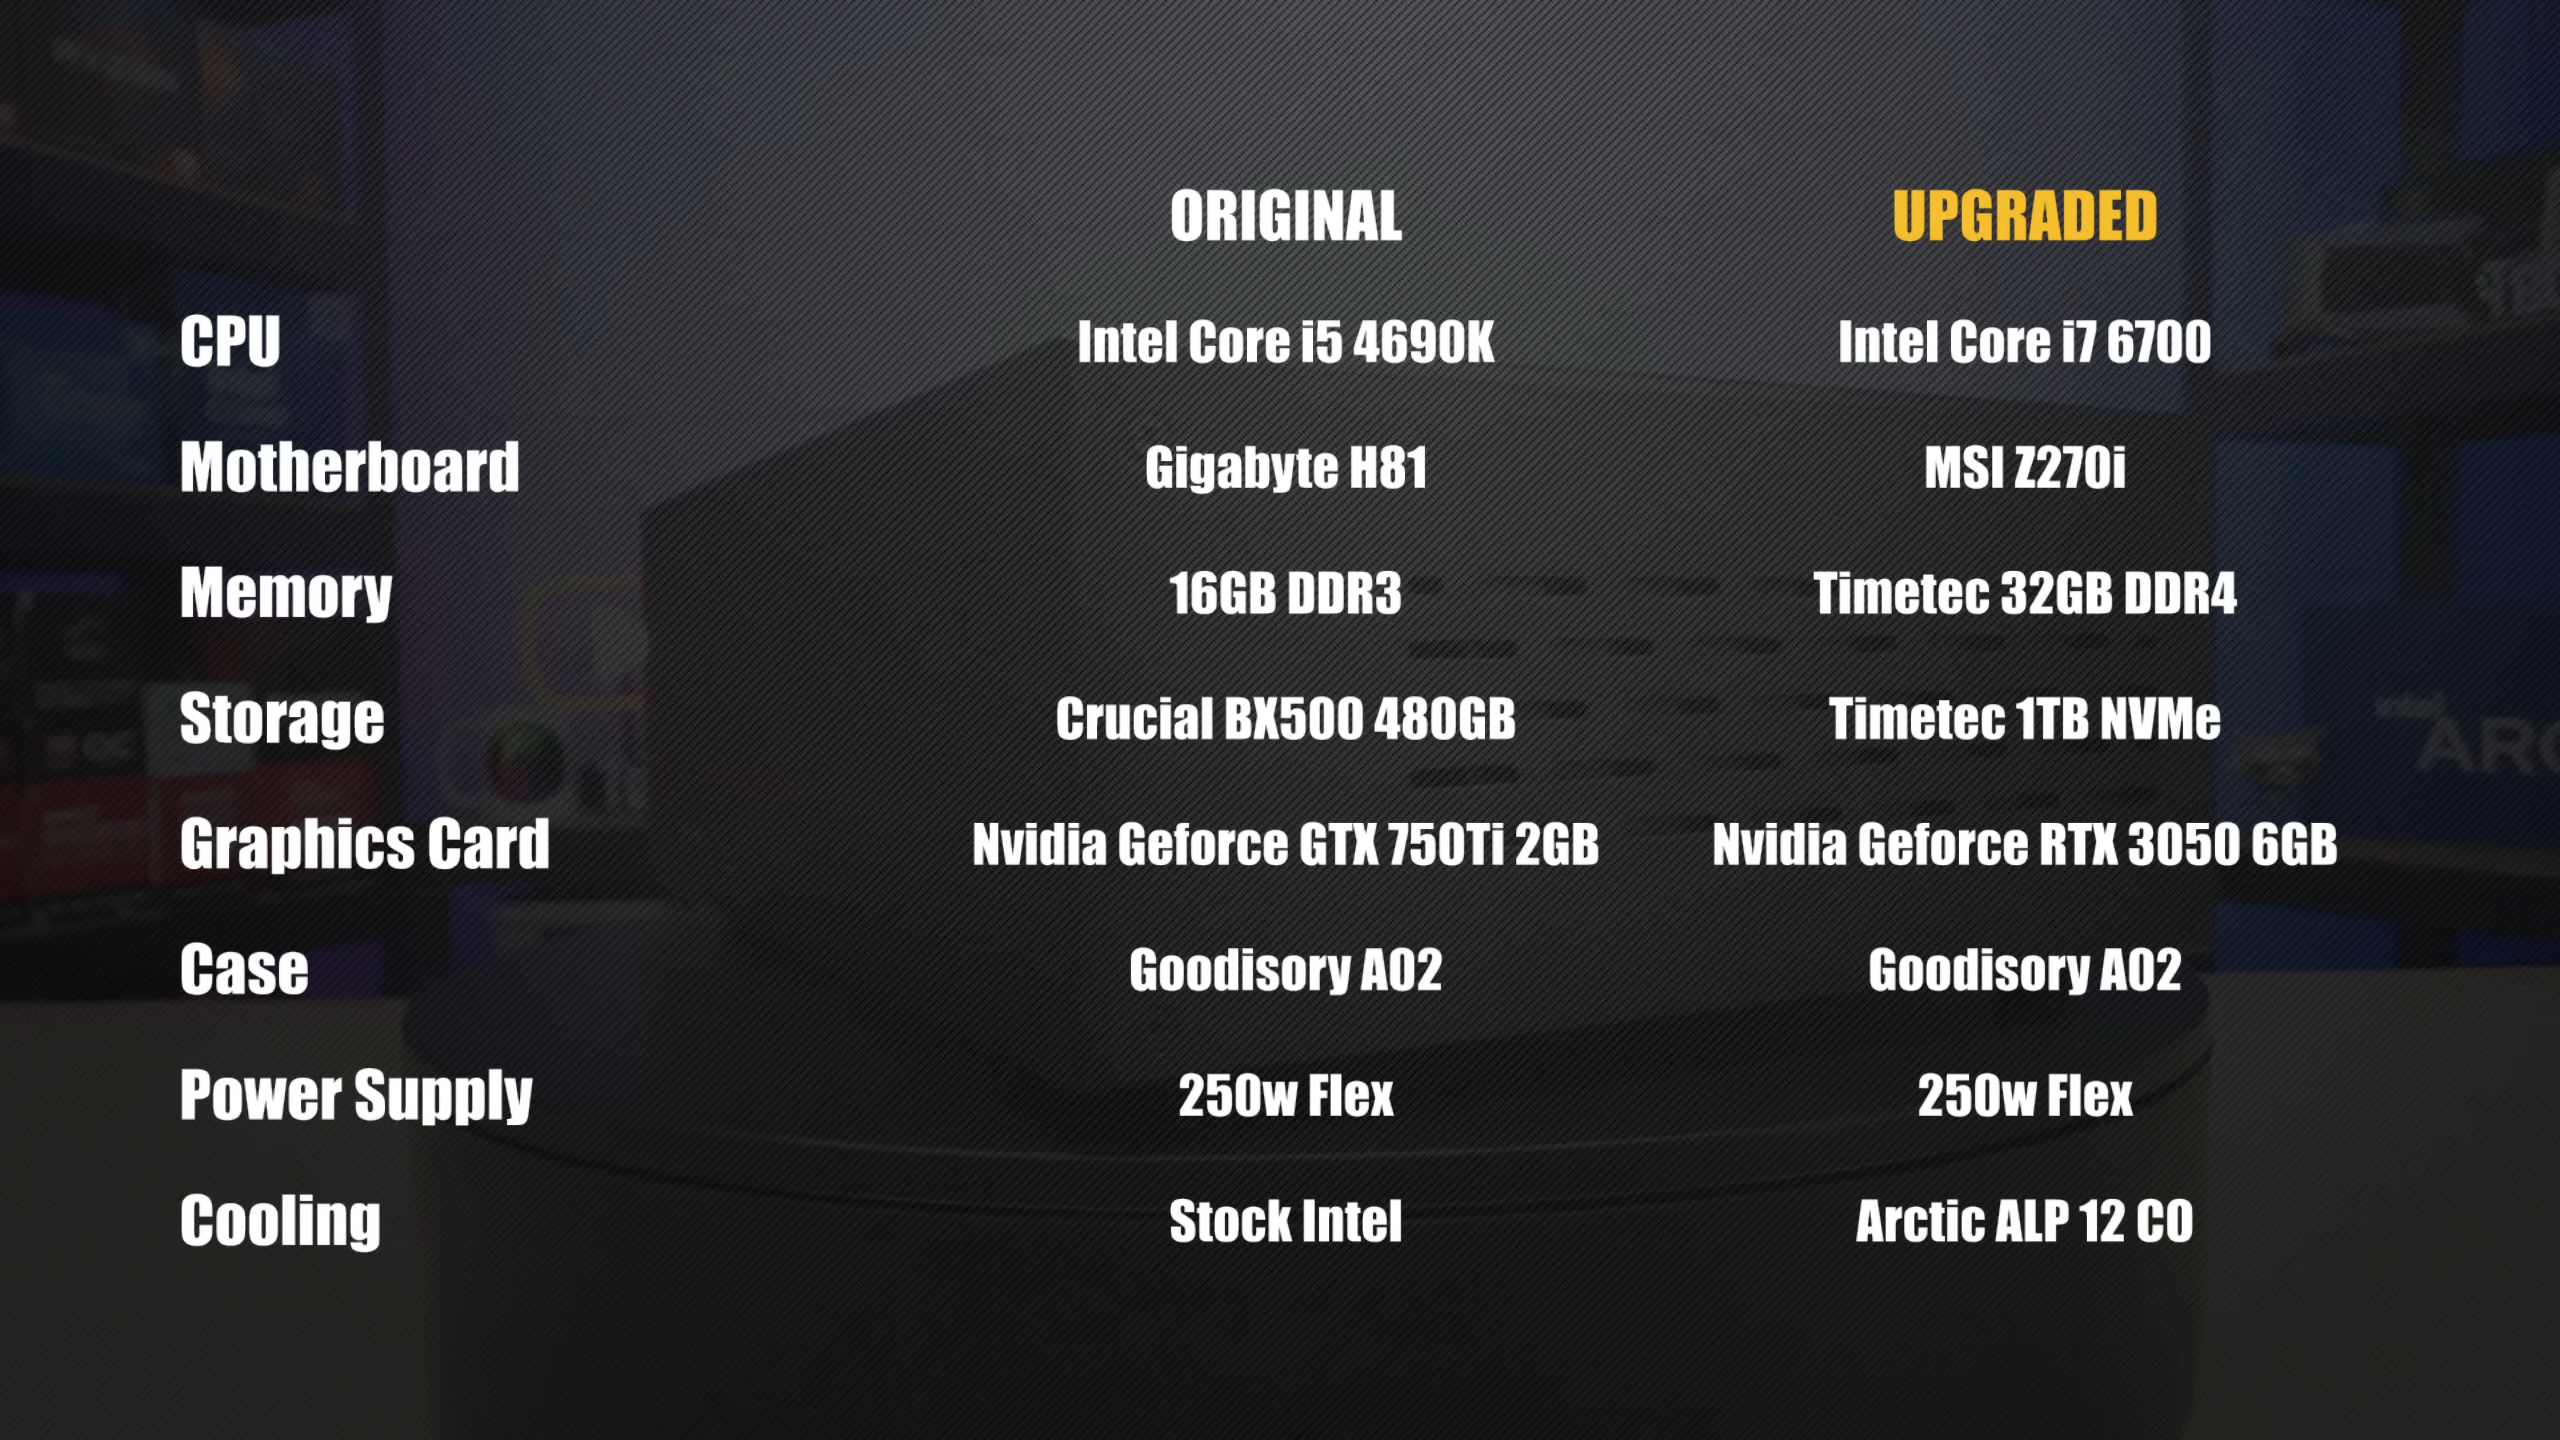 ORIGINAL UPGRADED
CPU Intel Core i5 4690K Intel Core i7 6700
Motherboard Gigabyte H81 MSI Z270i
Memory 16GB DDR3 Timetec 32GB DDR4
Storage Crucial BX500 480GB Timetec 1TB NVMe
Graphics Card Nvidia Geforce GTX 750Ti 2GB Nvidia Geforce RTX 3050 6GB
Case Goodisory A02 Goodisory A02
Power Supply 250w Flex 250w Flex
Cooling Stock Intel Arctic ALP 12 CO